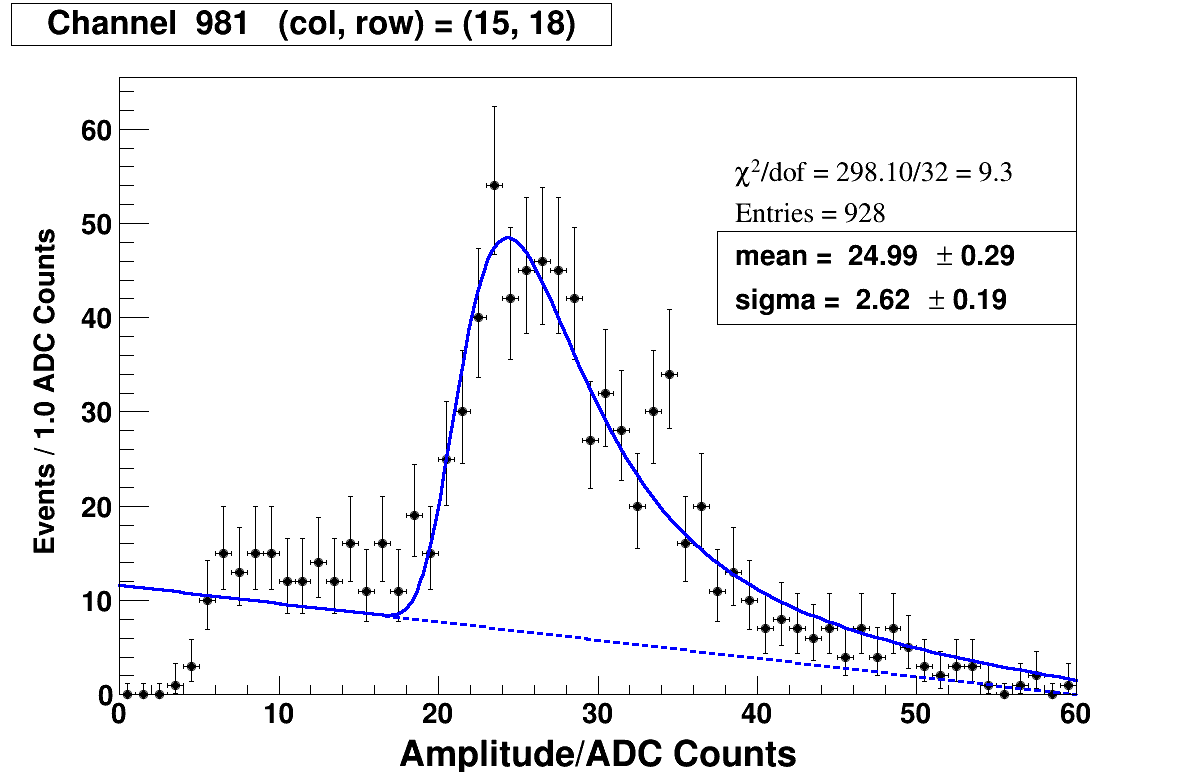 Channel 981 (col, row) = (15, 18)
χ²/dof = 298.10/32 = 9.3
Entries = 928
mean = 24.99 ± 0.29
sigma = 2.62 ± 0.19
Events / 1.0 ADC Counts
60
50
40
30
20
10
0
0 10 20 30 40 50 60
Amplitude/ADC Counts